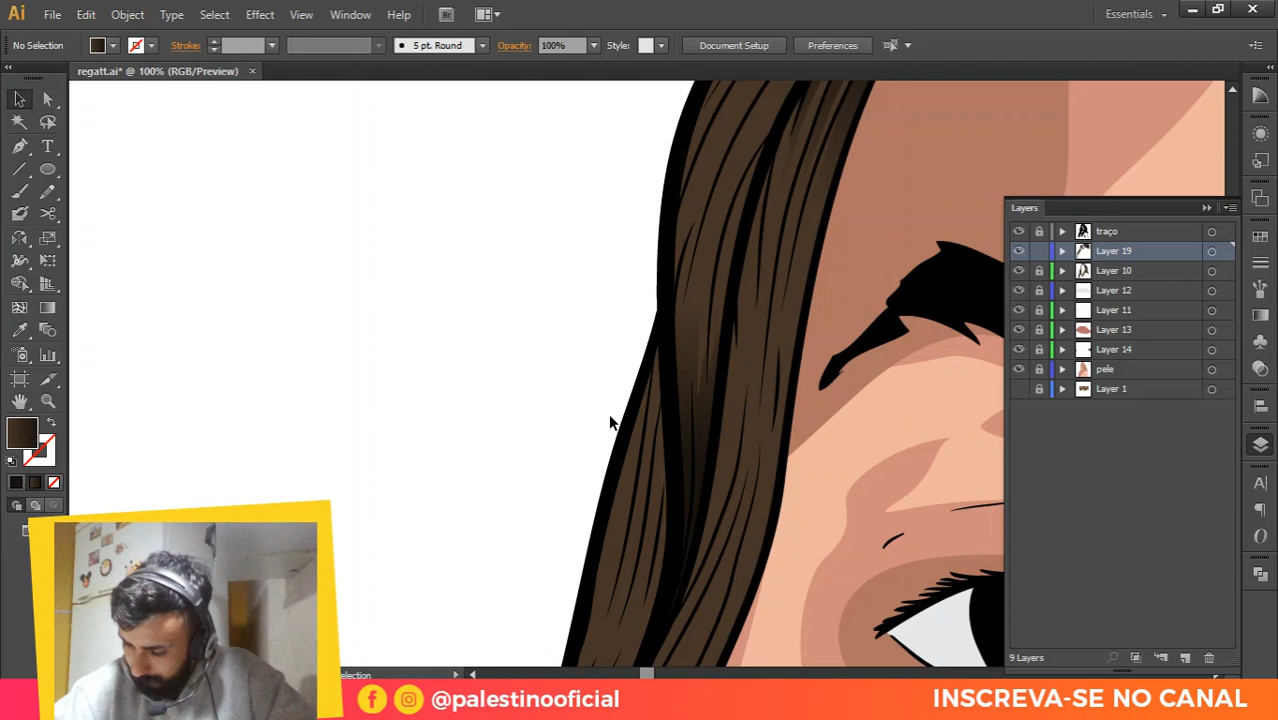 Ai File Edit Object Type Select Effect View Window Help Br Essentials
No Selection Stroke: 5 pt. Round Opacity: 100% Style: Document Setup Preferences
regatt.ai* @ 100% (RGB/Preview)
Layers
traço
Layer 19
Layer 10
Layer 12
Layer 11
Layer 13
Layer 14
pele
Layer 1
9 Layers
@palestinooficial
INSCREVA-SE NO CANAL